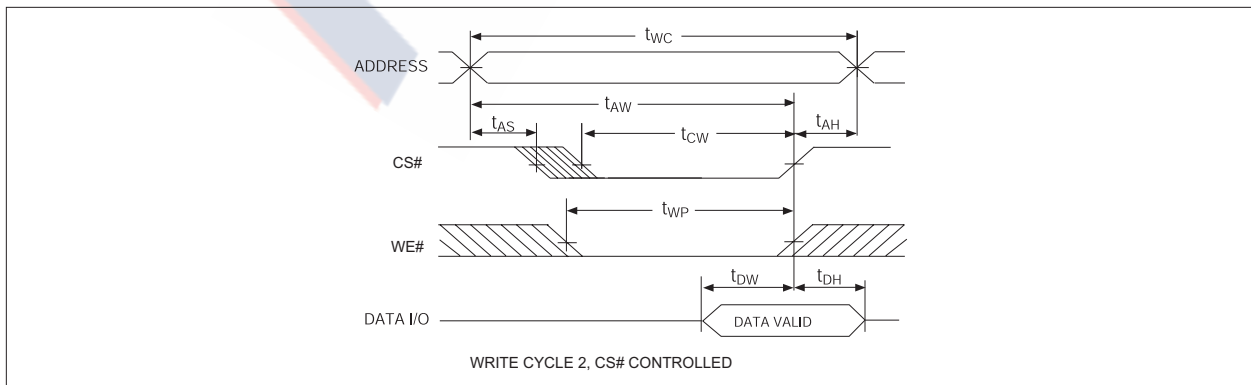 tWC
ADDRESS
tAW
tAS
tCW
tAH
CS#
tWP
WE#
tDW
tDH
DATA I/O
DATA VALID
WRITE CYCLE 2, CS# CONTROLLED